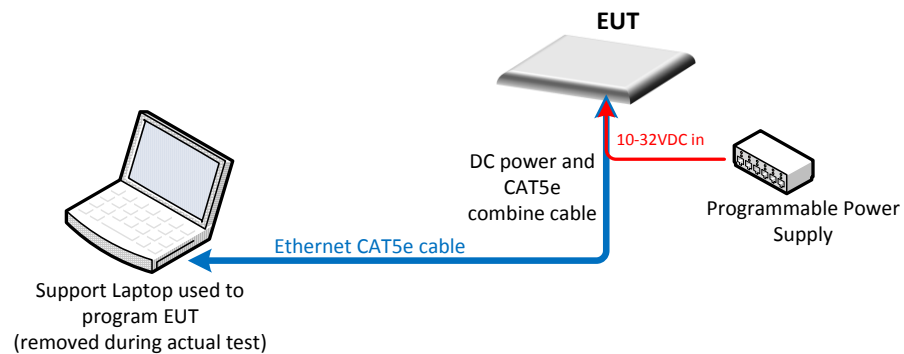 EUT
10-32VDC in
DC power and
CAT5e
combine cable
Programmable Power
Supply
Ethernet CAT5e cable
Support Laptop used to
program EUT
(removed during actual test)